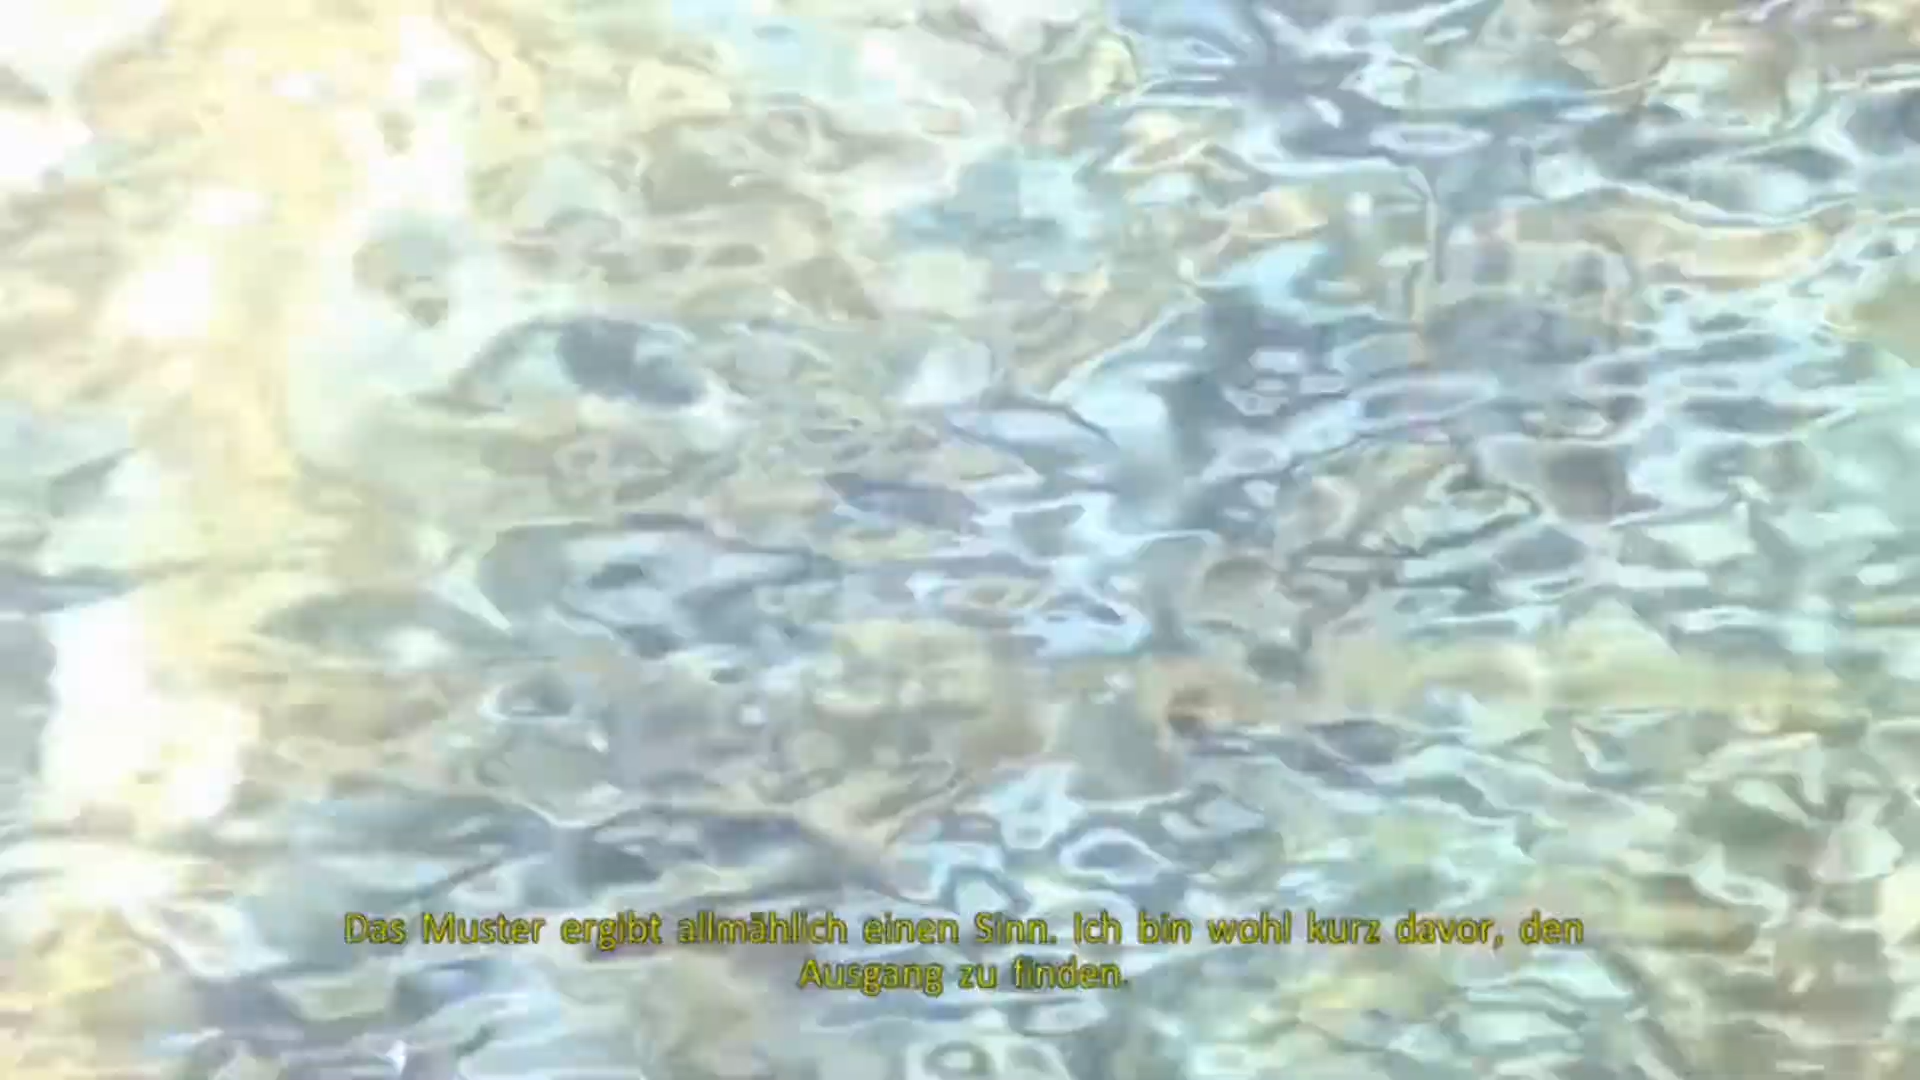 Das Muster ergibt allmählich einen Sinn. Ich bin wohl kurz davor, den
Ausgang zu finden.